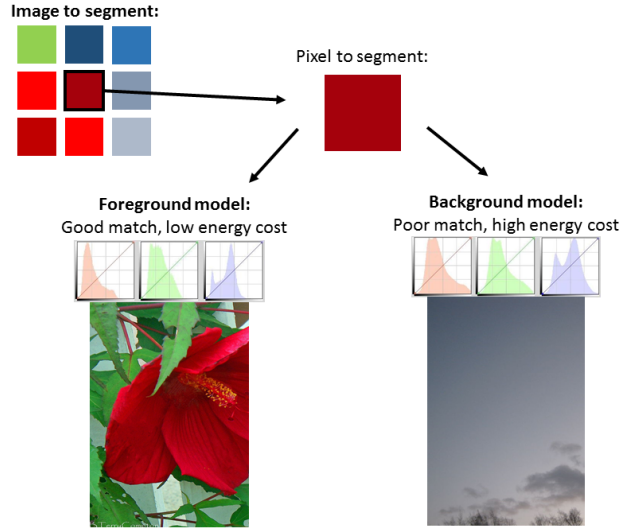 Image to segment:
Pixel to segment:
Foreground model:
Good match, low energy cost
Background model:
Poor match, high energy cost